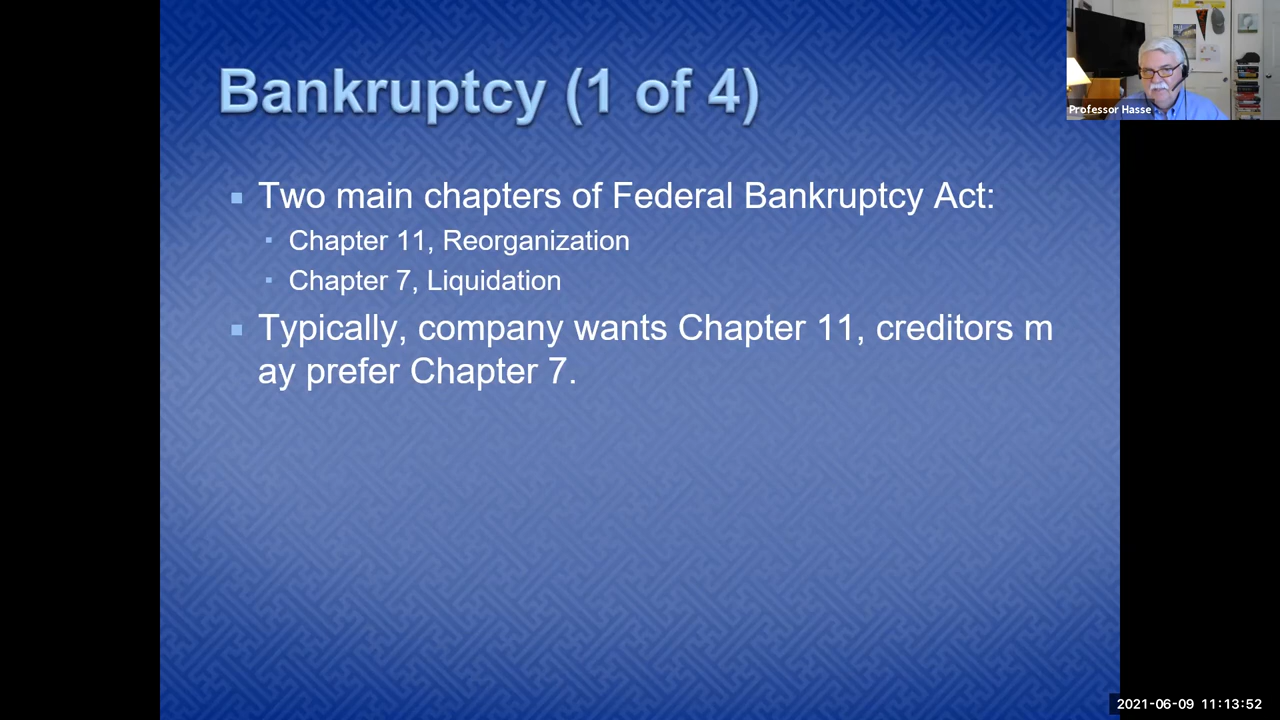 Bankruptcy (1 of 4)
Two main chapters of Federal Bankruptcy Act:
Chapter 11, Reorganization
Chapter 7, Liquidation
Typically, company wants Chapter 11, creditors m
ay prefer Chapter 7.
Professor Hasse
2021-06-09 11:13:52